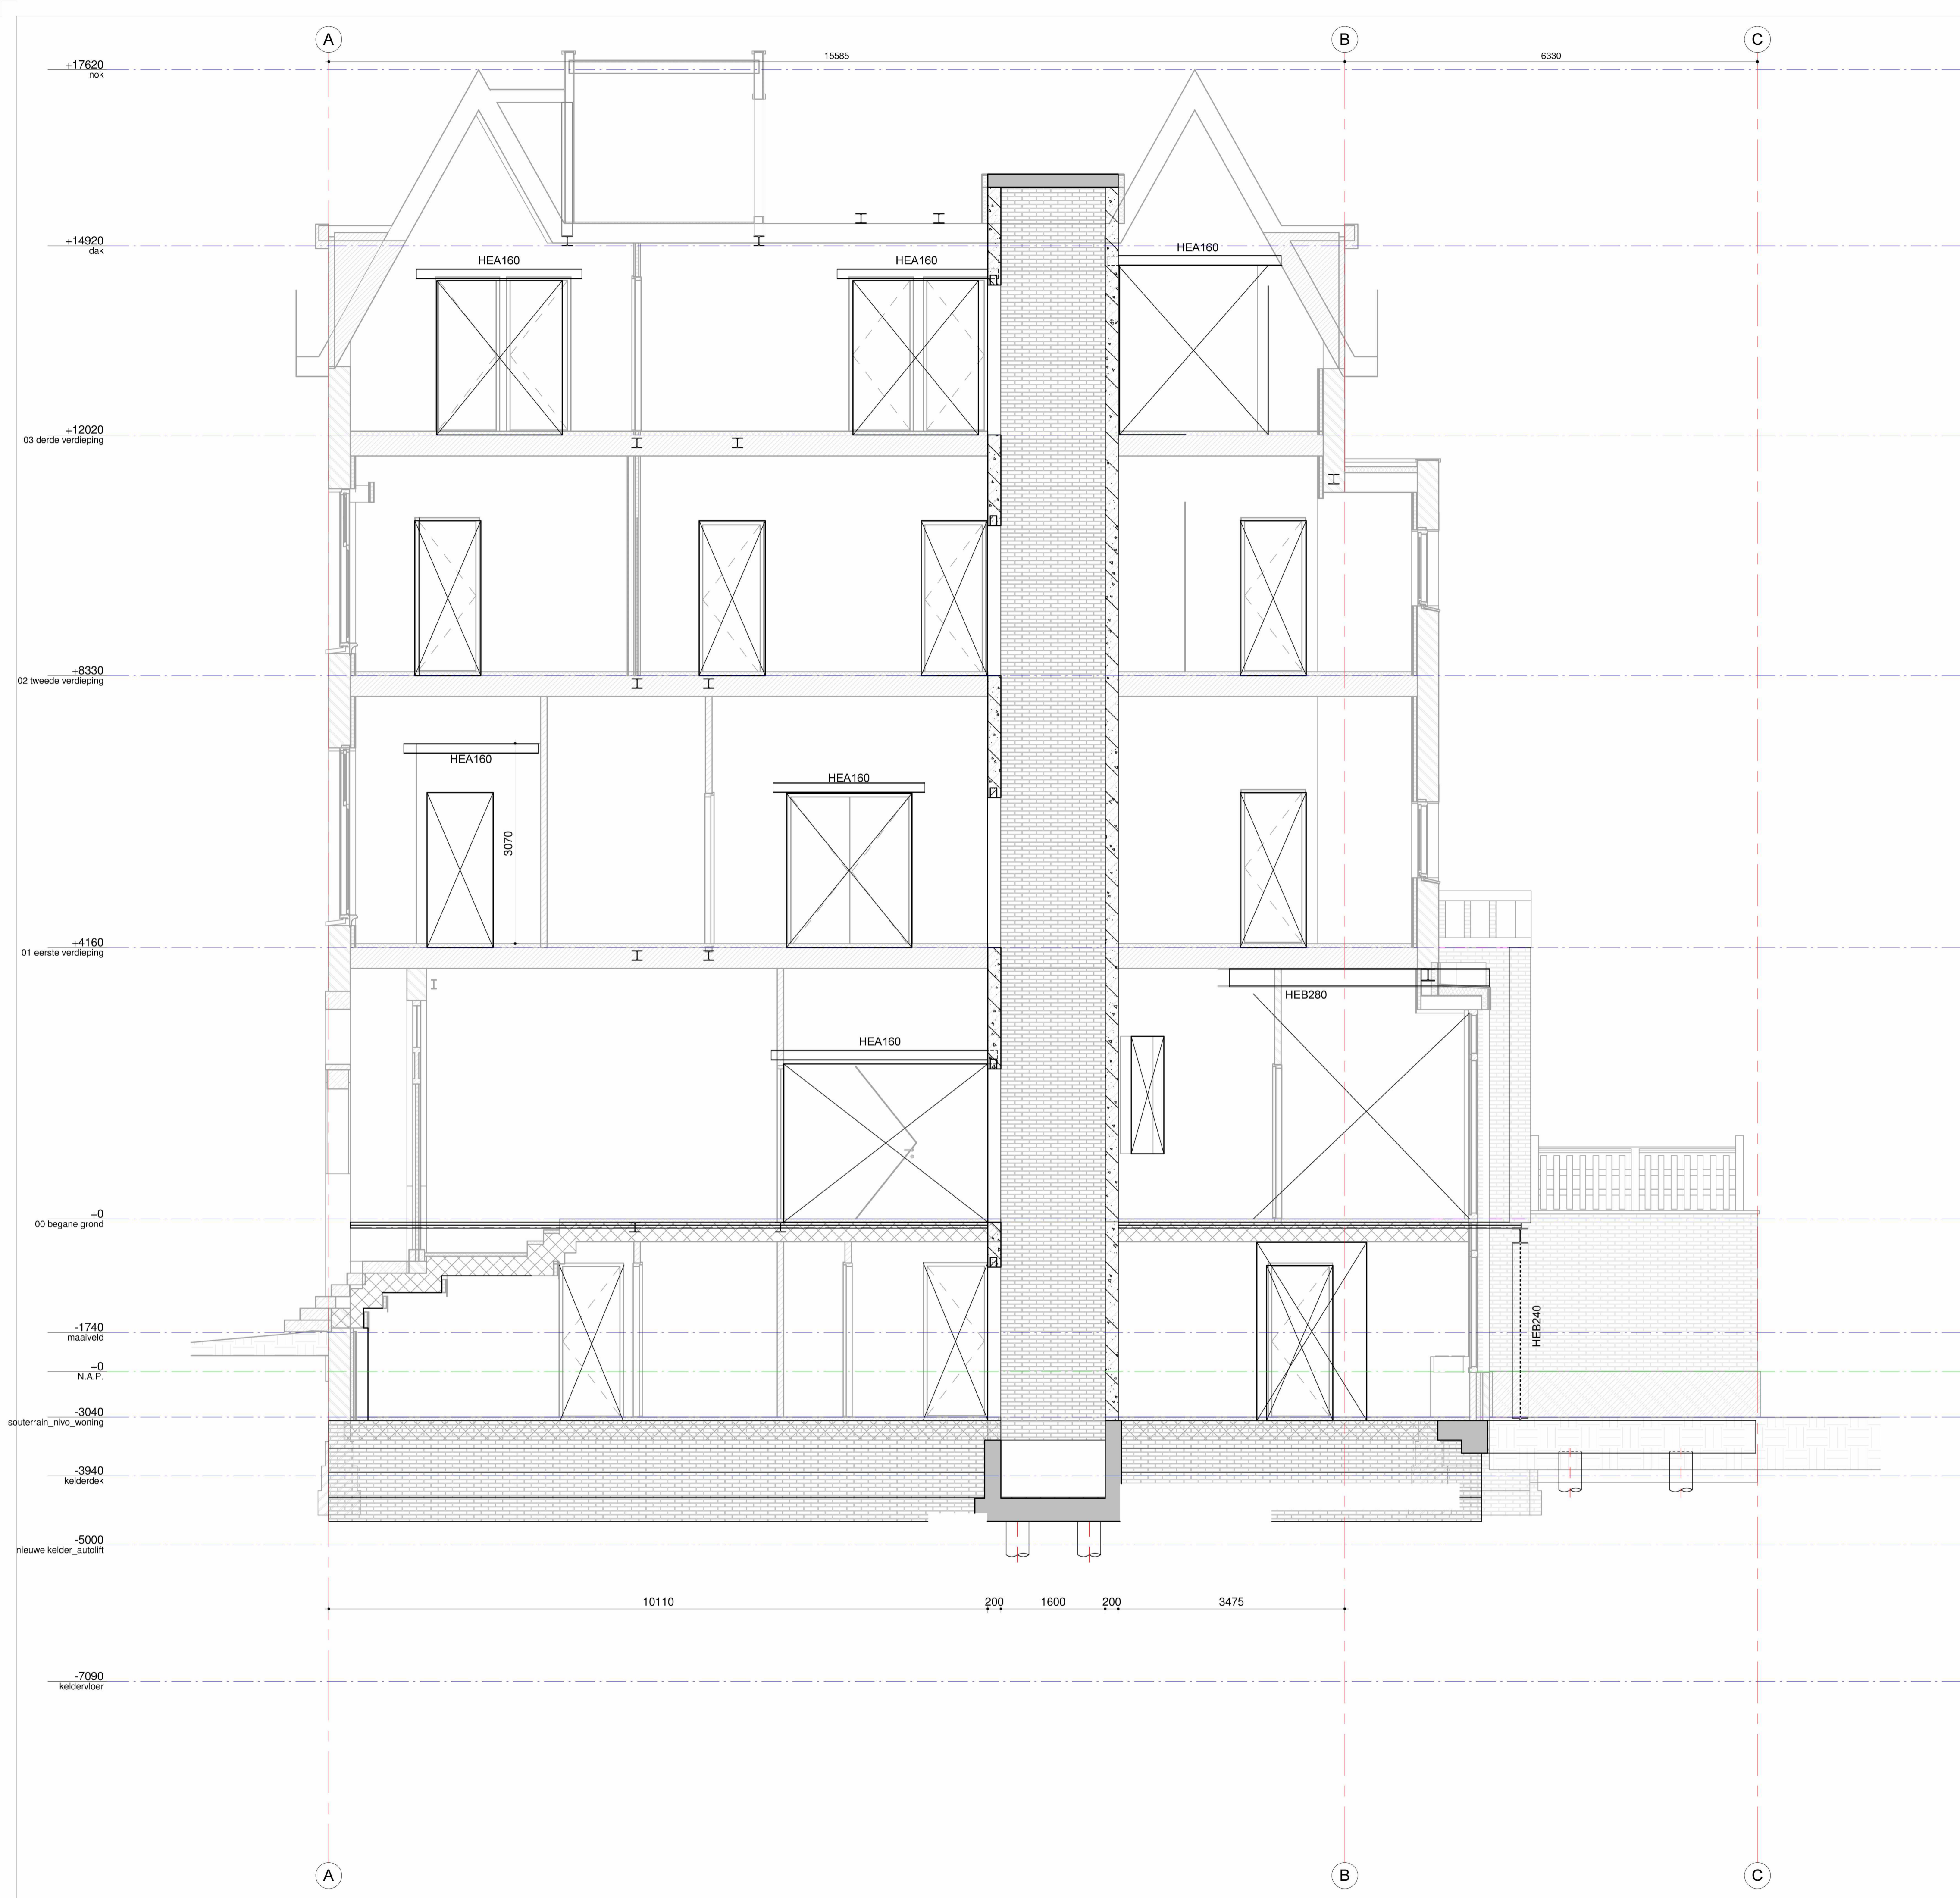 A
B
C
15585
6330
+17620
nok
+14920
dak
HEA160
HEA160
HEA160
+12020
03 derde verdieping
+8330
02 tweede verdieping
HEA160
HEA160
3070
+4160
01 eerste verdieping
HEB280
HEA160
+0
00 begane grond
HEB240
-1740
maaiveld
+0
N.A.P.
-3040
souterrain_nivo_woning
-3940
kelderdek
-5000
nieuwe kelder_autolift
10110
200
1600
200
3475
-7090
keldervloer
A
B
C